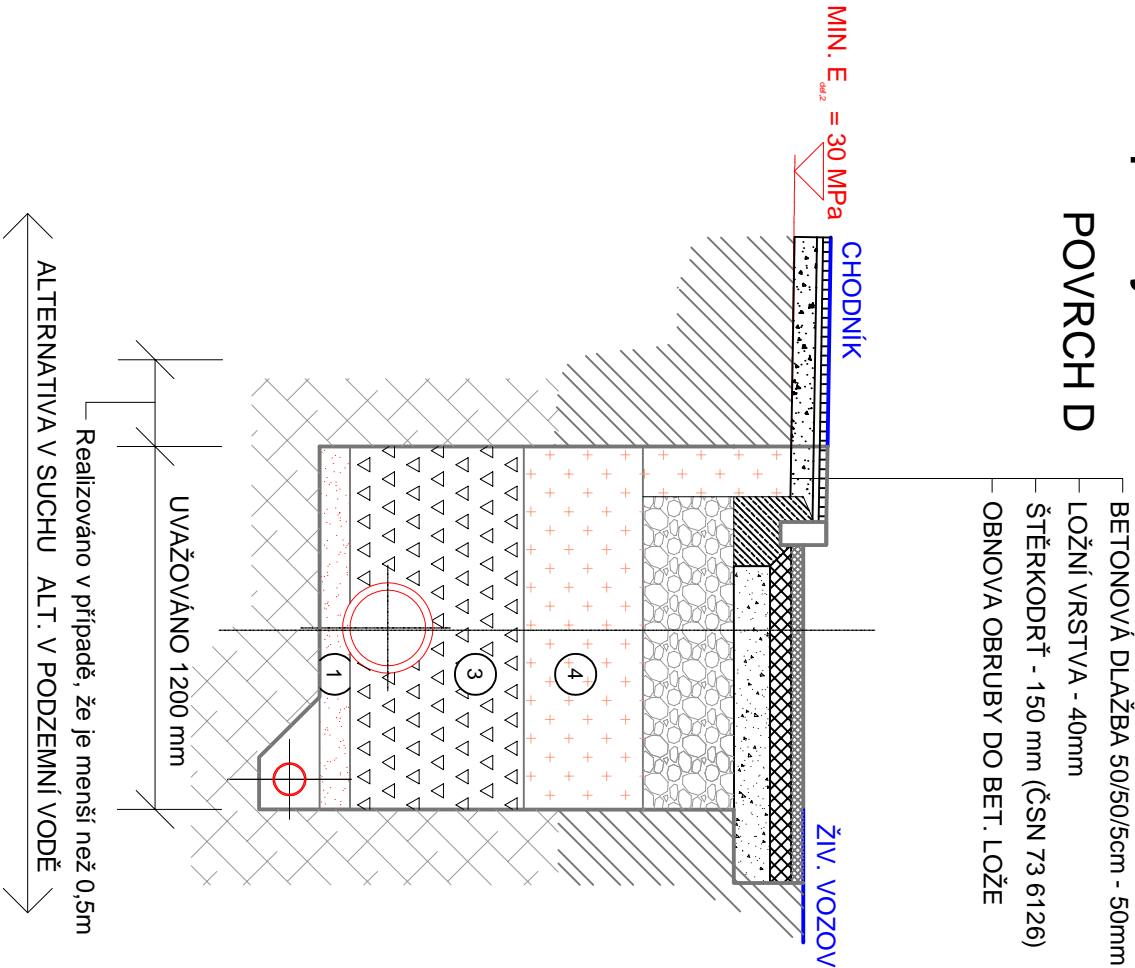 POVRCH D
BETONOVÁ DLAŽBA 50/50/5cm - 50mm
LOŽNÍ VRSTVA - 40mm
ŠTĚRKODRŤ - 150 mm (ČSN 73 6126)
OBNOVA OBRUBY DO BET. LOŽE
MIN. E def,2 = 30 MPa
CHODNÍK
ŽIV. VOZOV
4
3
1
UVAŽOVÁNO 1200 mm
Realizováno v případě, že je menší než 0,5m
ALTERNATIVA V SUCHU ALT. V PODZEMNÍ VODĚ